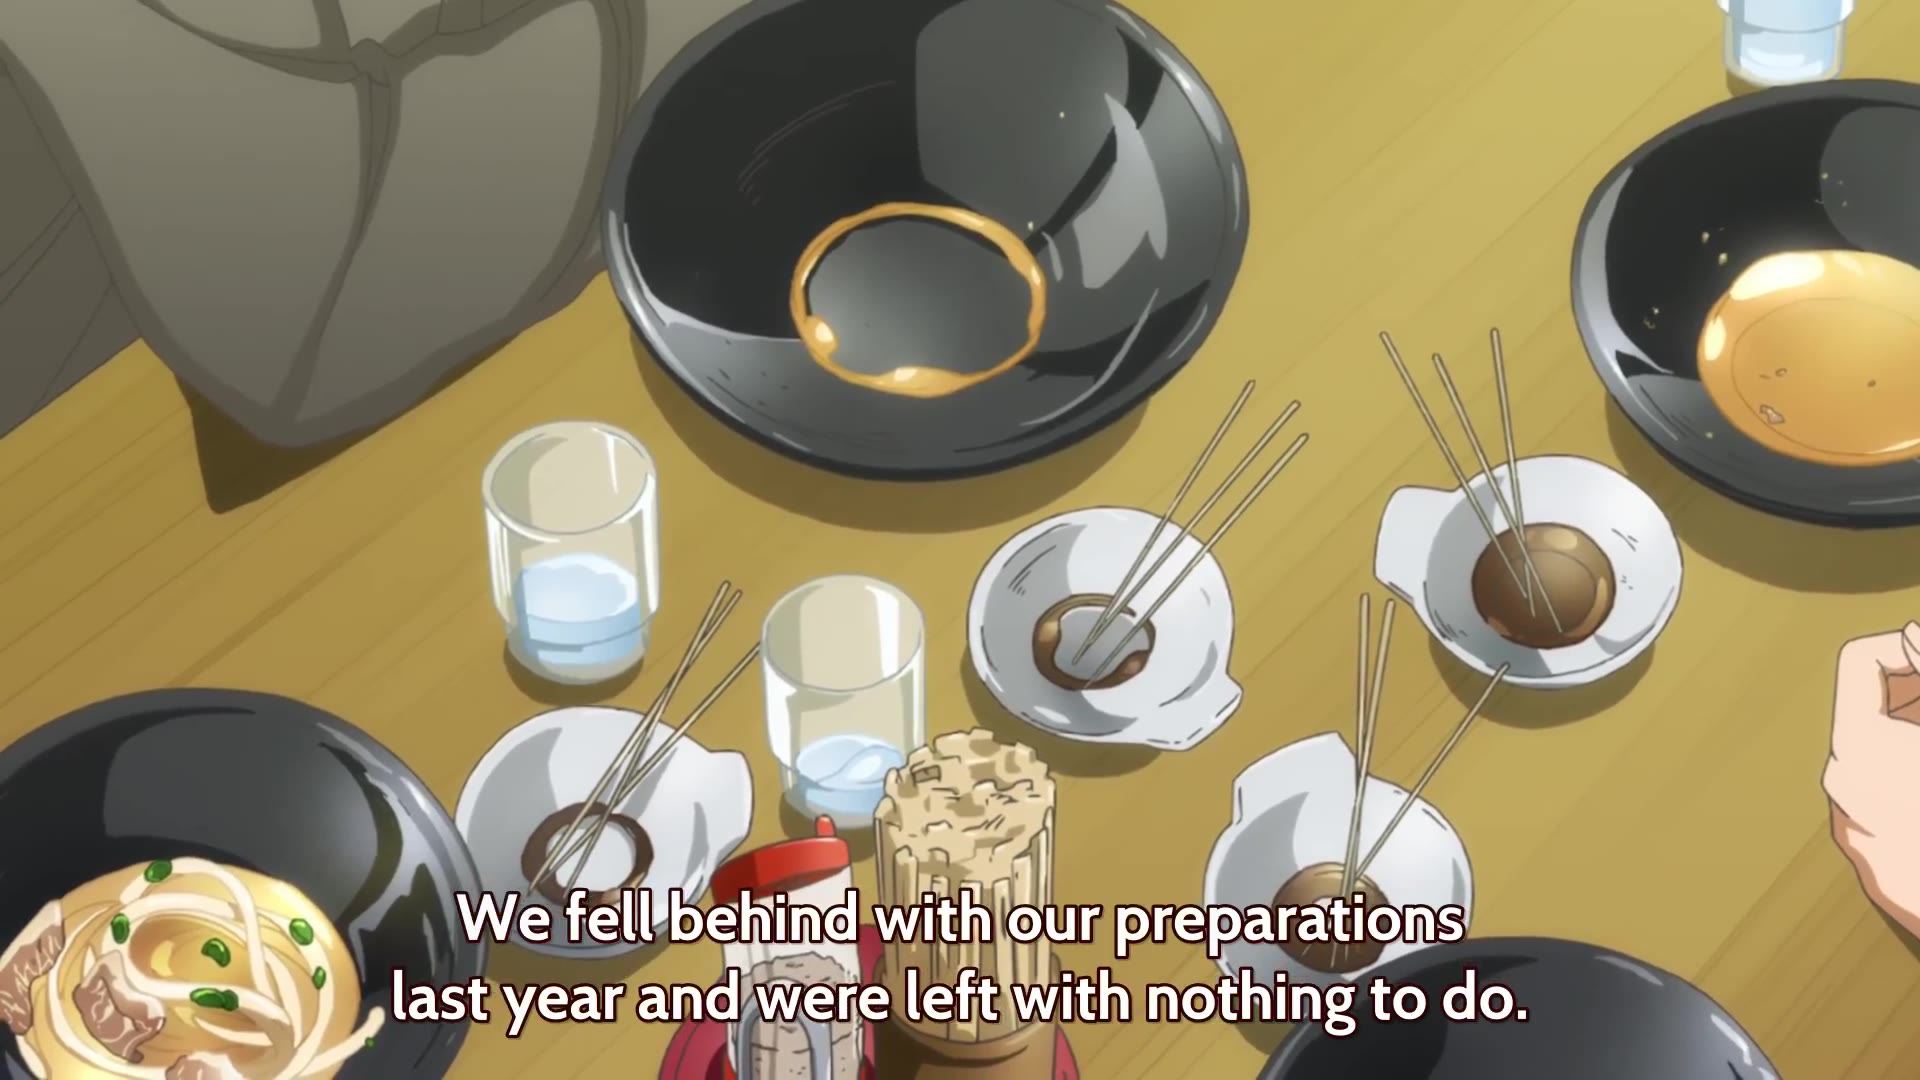 We fell behind with our preparations
last year and were left with nothing to do.